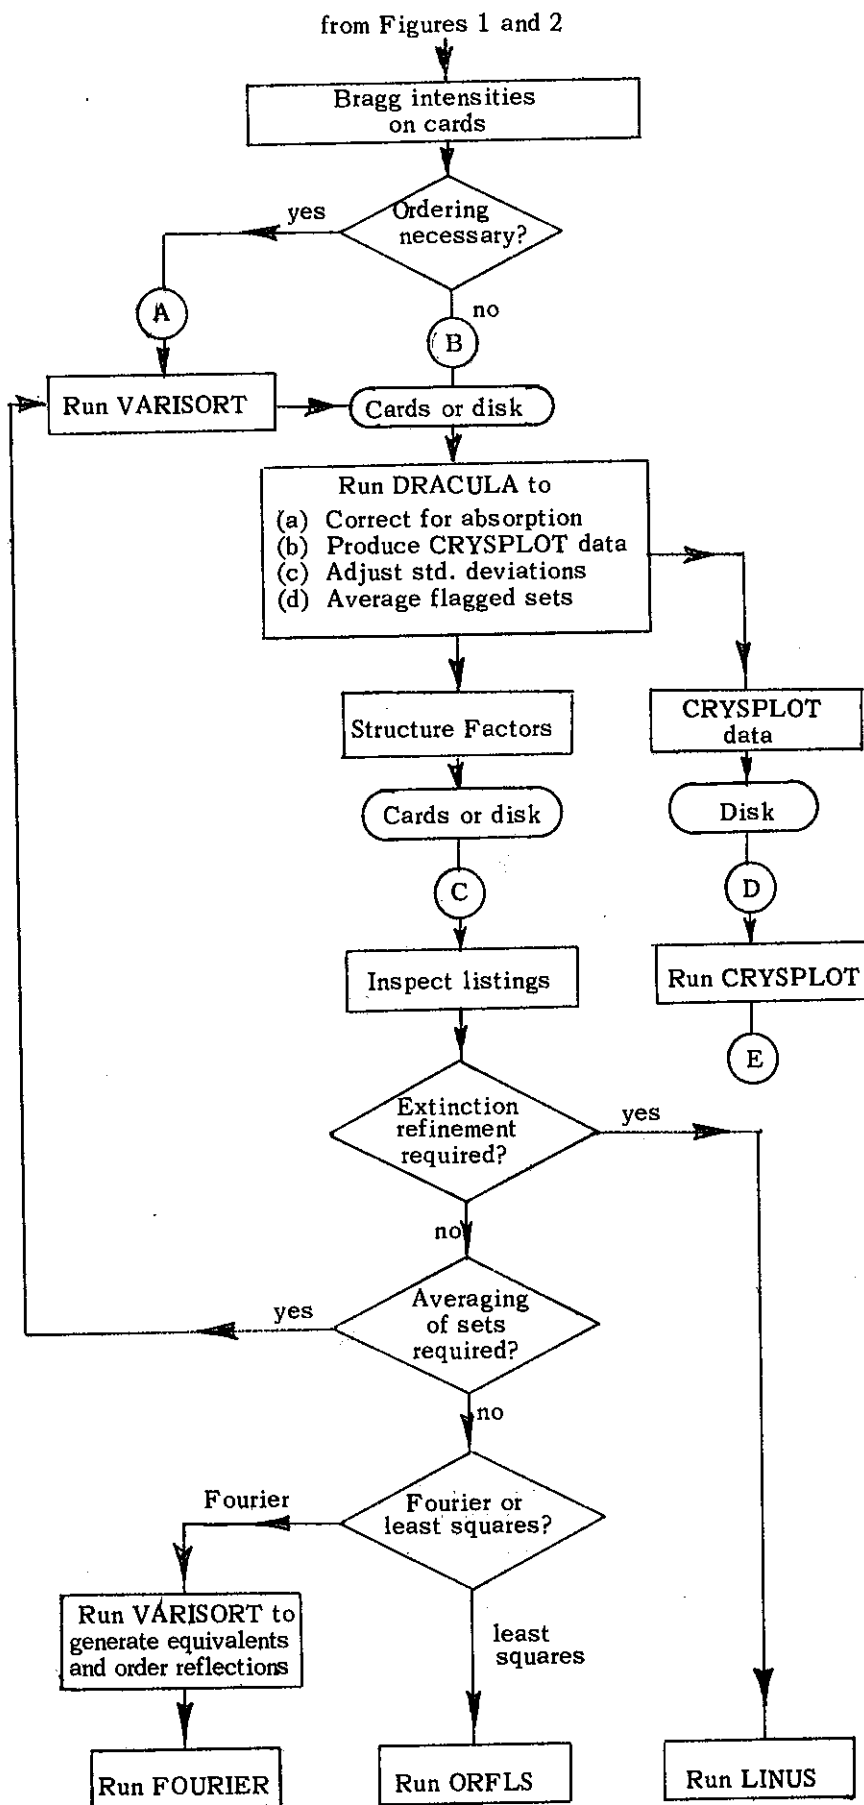 from Figures 1 and 2
Bragg intensities
on cards
Ordering
necessary?
yes
no
A
B
Run VARISORT
Cards or disk
Run DRACULA to
(a) Correct for absorption
(b) Produce CRYSPLOT data
(c) Adjust std. deviations
(d) Average flagged sets
Structure Factors
CRYSPLOT
data
Cards or disk
Disk
C
D
Inspect listings
Run CRYSPLOT
E
Extinction
refinement
required?
yes
no
Averaging
of sets
required?
yes
no
Fourier or
least squares?
Fourier
Run VARISORT to
generate equivalents
and order reflections
least
squares
Run FOURIER
Run ORFLS
Run LINUS